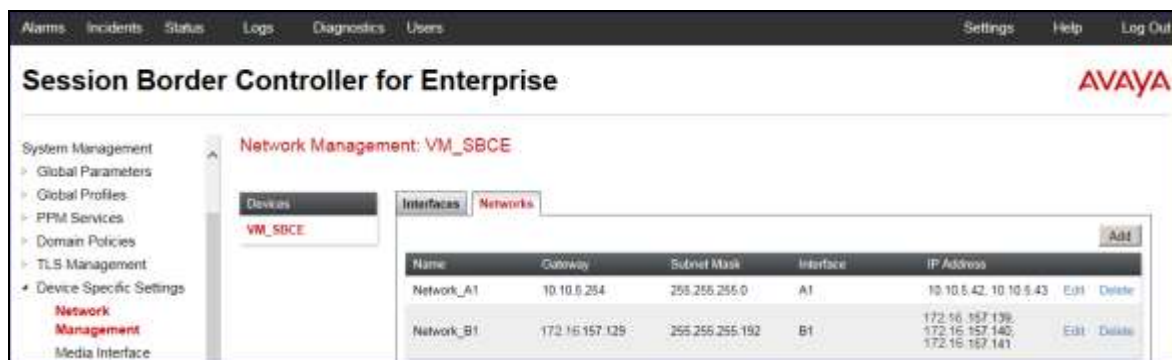 Alarms Incidents Status Logs Diagnostics Users Settings Help Log Out
Session Border Controller for Enterprise
AVAYA
System Management
Global Parameters
Global Profiles
PPM Services
Domain Policies
TLS Management
Device Specific Settings
Network
Management
Media Interface
Network Management: VM_SBCE
Devices
VM_SBCE
Interfaces Networks
Add
Name Gateway Subnet Mask Interface IP Address
Network_A1 10.10.5.254 255.255.255.0 A1 10.10.5.42, 10.10.5.43 Edit Delete
Network_B1 172.16.157.129 255.255.255.192 B1 172.16.157.139, 172.16.157.140, 172.16.157.141 Edit Delete